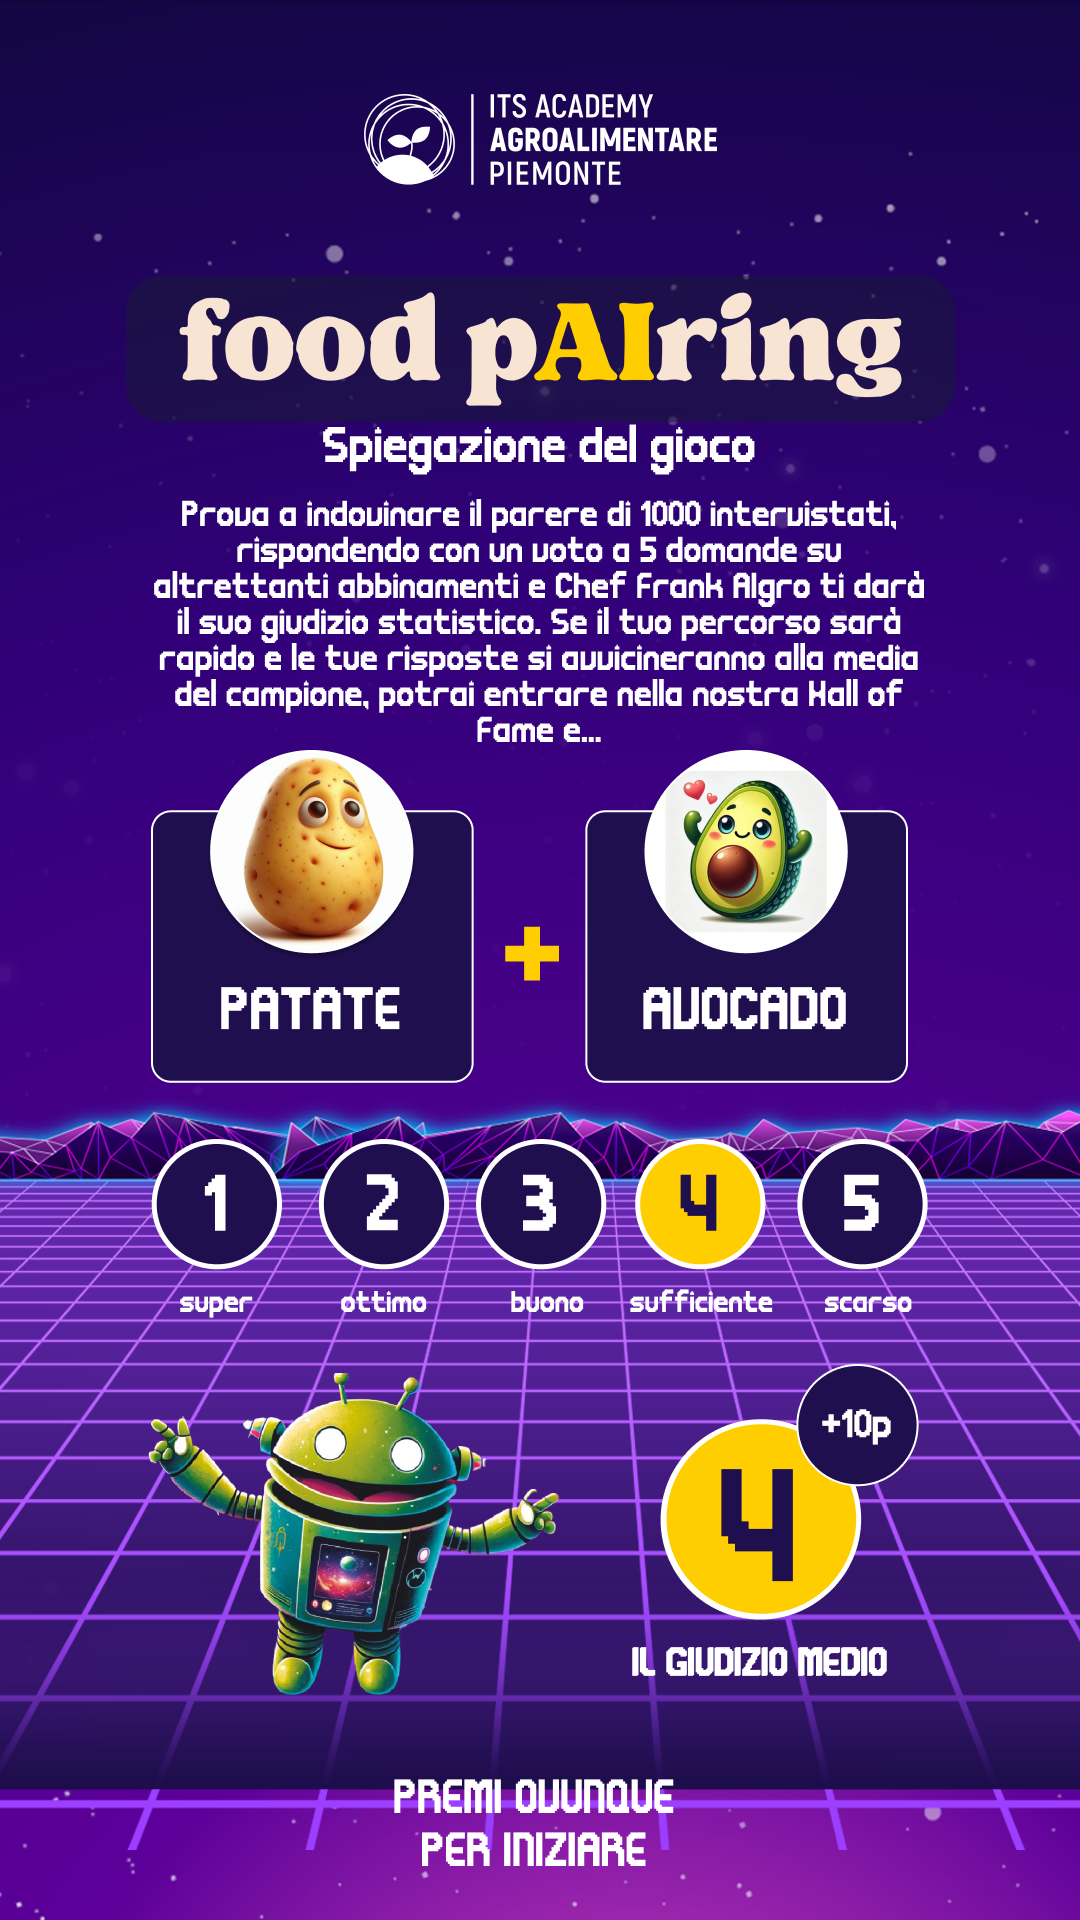 ITS ACADEMY
AGROALIMENTARE
PIEMONTE
food pAIring
Spiegazione del gioco
Prova a indovinare il parere di 1000 intervistati,
rispondendo con un voto a 5 domande su
altrettanti abbinamenti e Chef Frank AIgro ti darà
il suo giudizio statistico. Se il tuo percorso sarà
rapido e le tue risposte si avvicineranno alla media
del campione, potrai entrare nella nostra Hall of
Fame e...
PATATE
+
AVOCADO
1 2 3 4 5
super ottimo buono sufficiente scarso
+10p
4
IL GIUDIZIO MEDIO
PREMI OVUNQUE
PER INIZIARE